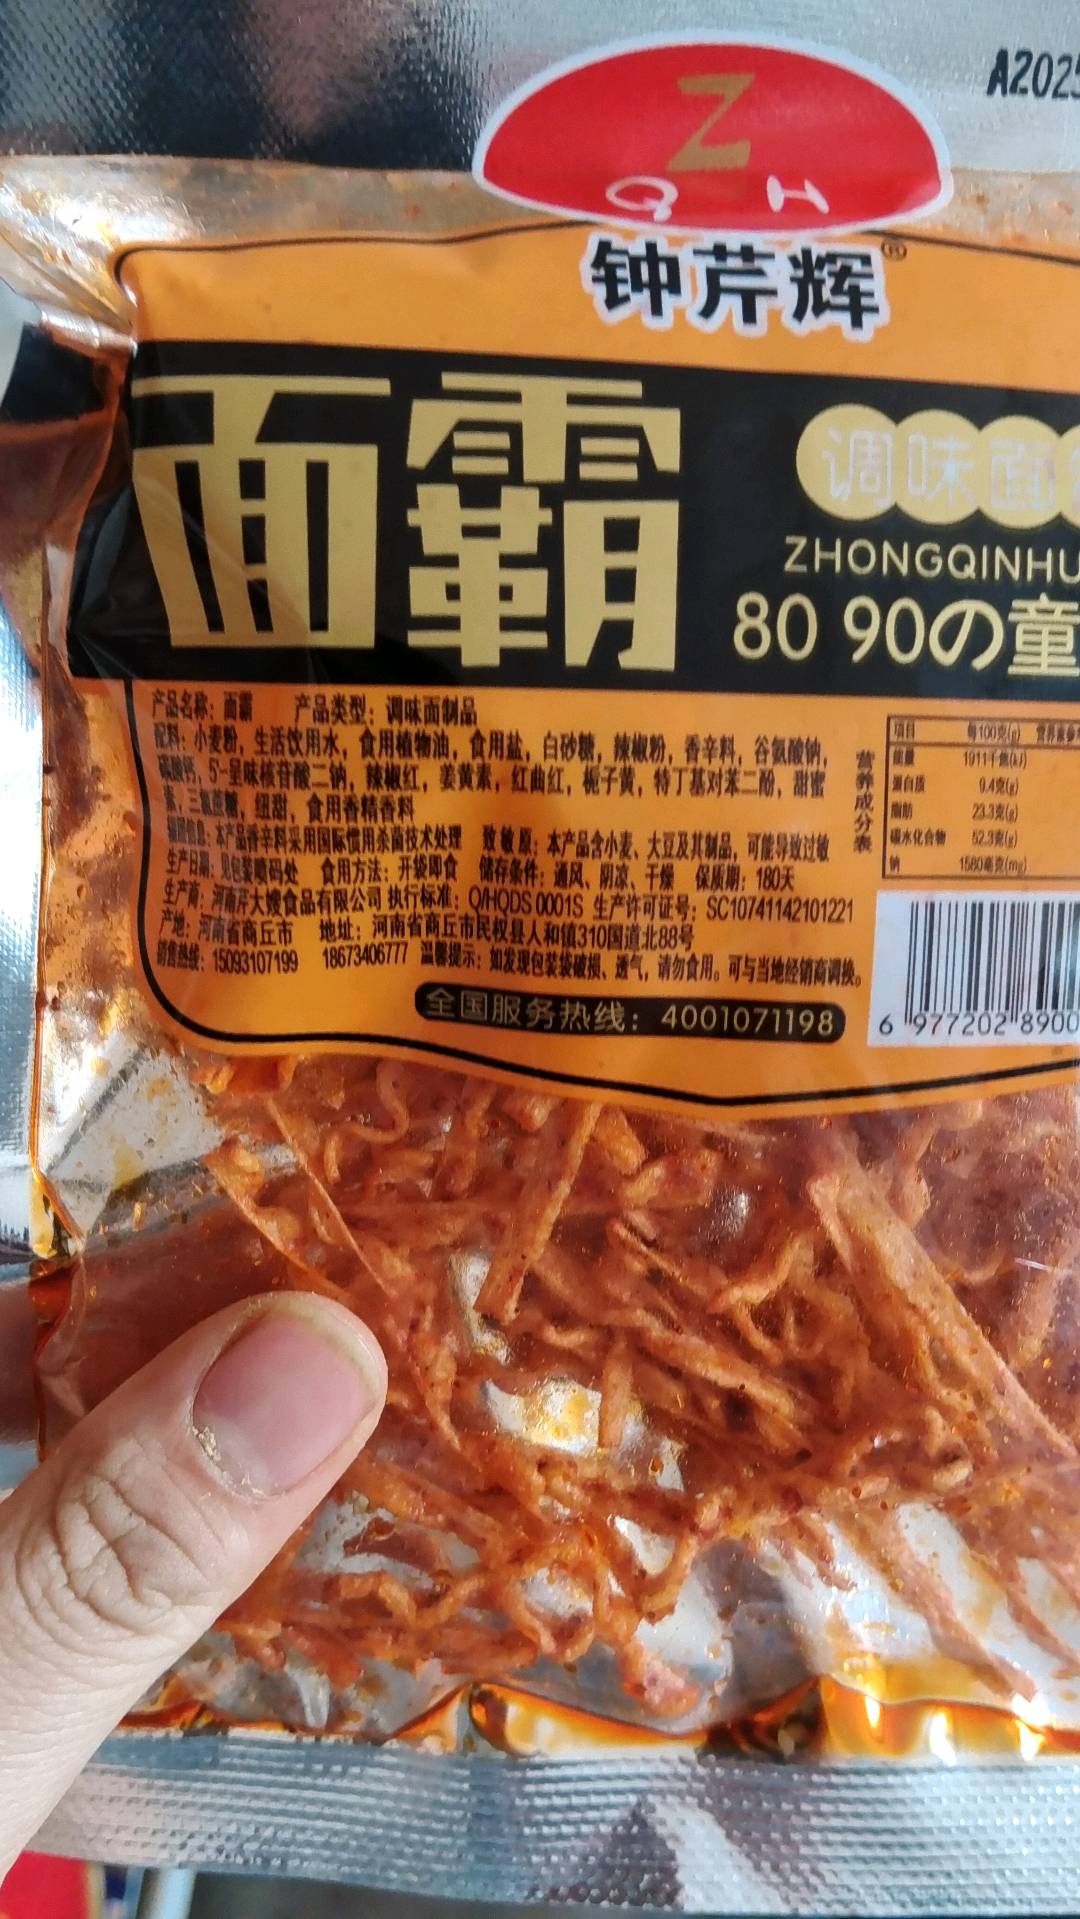 A2025
Z
Q H
钟芹辉®
面霸
调味面
ZHONGQINHU
80 90の童
产品名称：面霸 产品类型：调味面制品
配料：小麦粉，生活饮用水，食用植物油，食用盐，白砂糖，辣椒粉，香辛料，谷氨酸钠，
碳酸钙，5'-呈味核苷酸二钠，辣椒红，姜黄素，红曲红，栀子黄，特丁基对苯二酚，甜蜜
素，三氯蔗糖，纽甜，食用香精香料
辐照信息：本产品香辛料采用国际惯用杀菌技术处理 致敏原：本产品含小麦、大豆及其制品，可能导致过敏
生产日期：见包装喷码处 食用方法：开袋即食 储存条件：通风、阴凉、干燥 保质期：180天
生产商：河南芹大嫂食品有限公司 执行标准：Q/HQDS 0001S 生产许可证号：SC10741142101221
产地：河南省商丘市 地址：河南省商丘市民权县人和镇310国道北88号
销售热线：15093107199 18673406777 温馨提示：如发现包装袋破损、透气，请勿食用。可与当地经销商调换。
全国服务热线：4001071198
营养成分表
项目 每100克(g) 营养素参考
能量 1911千焦(kJ)
蛋白质 9.4克(g)
脂肪 23.3克(g)
碳水化合物 52.3克(g)
钠 1580毫克(mg)
6 977202 8900